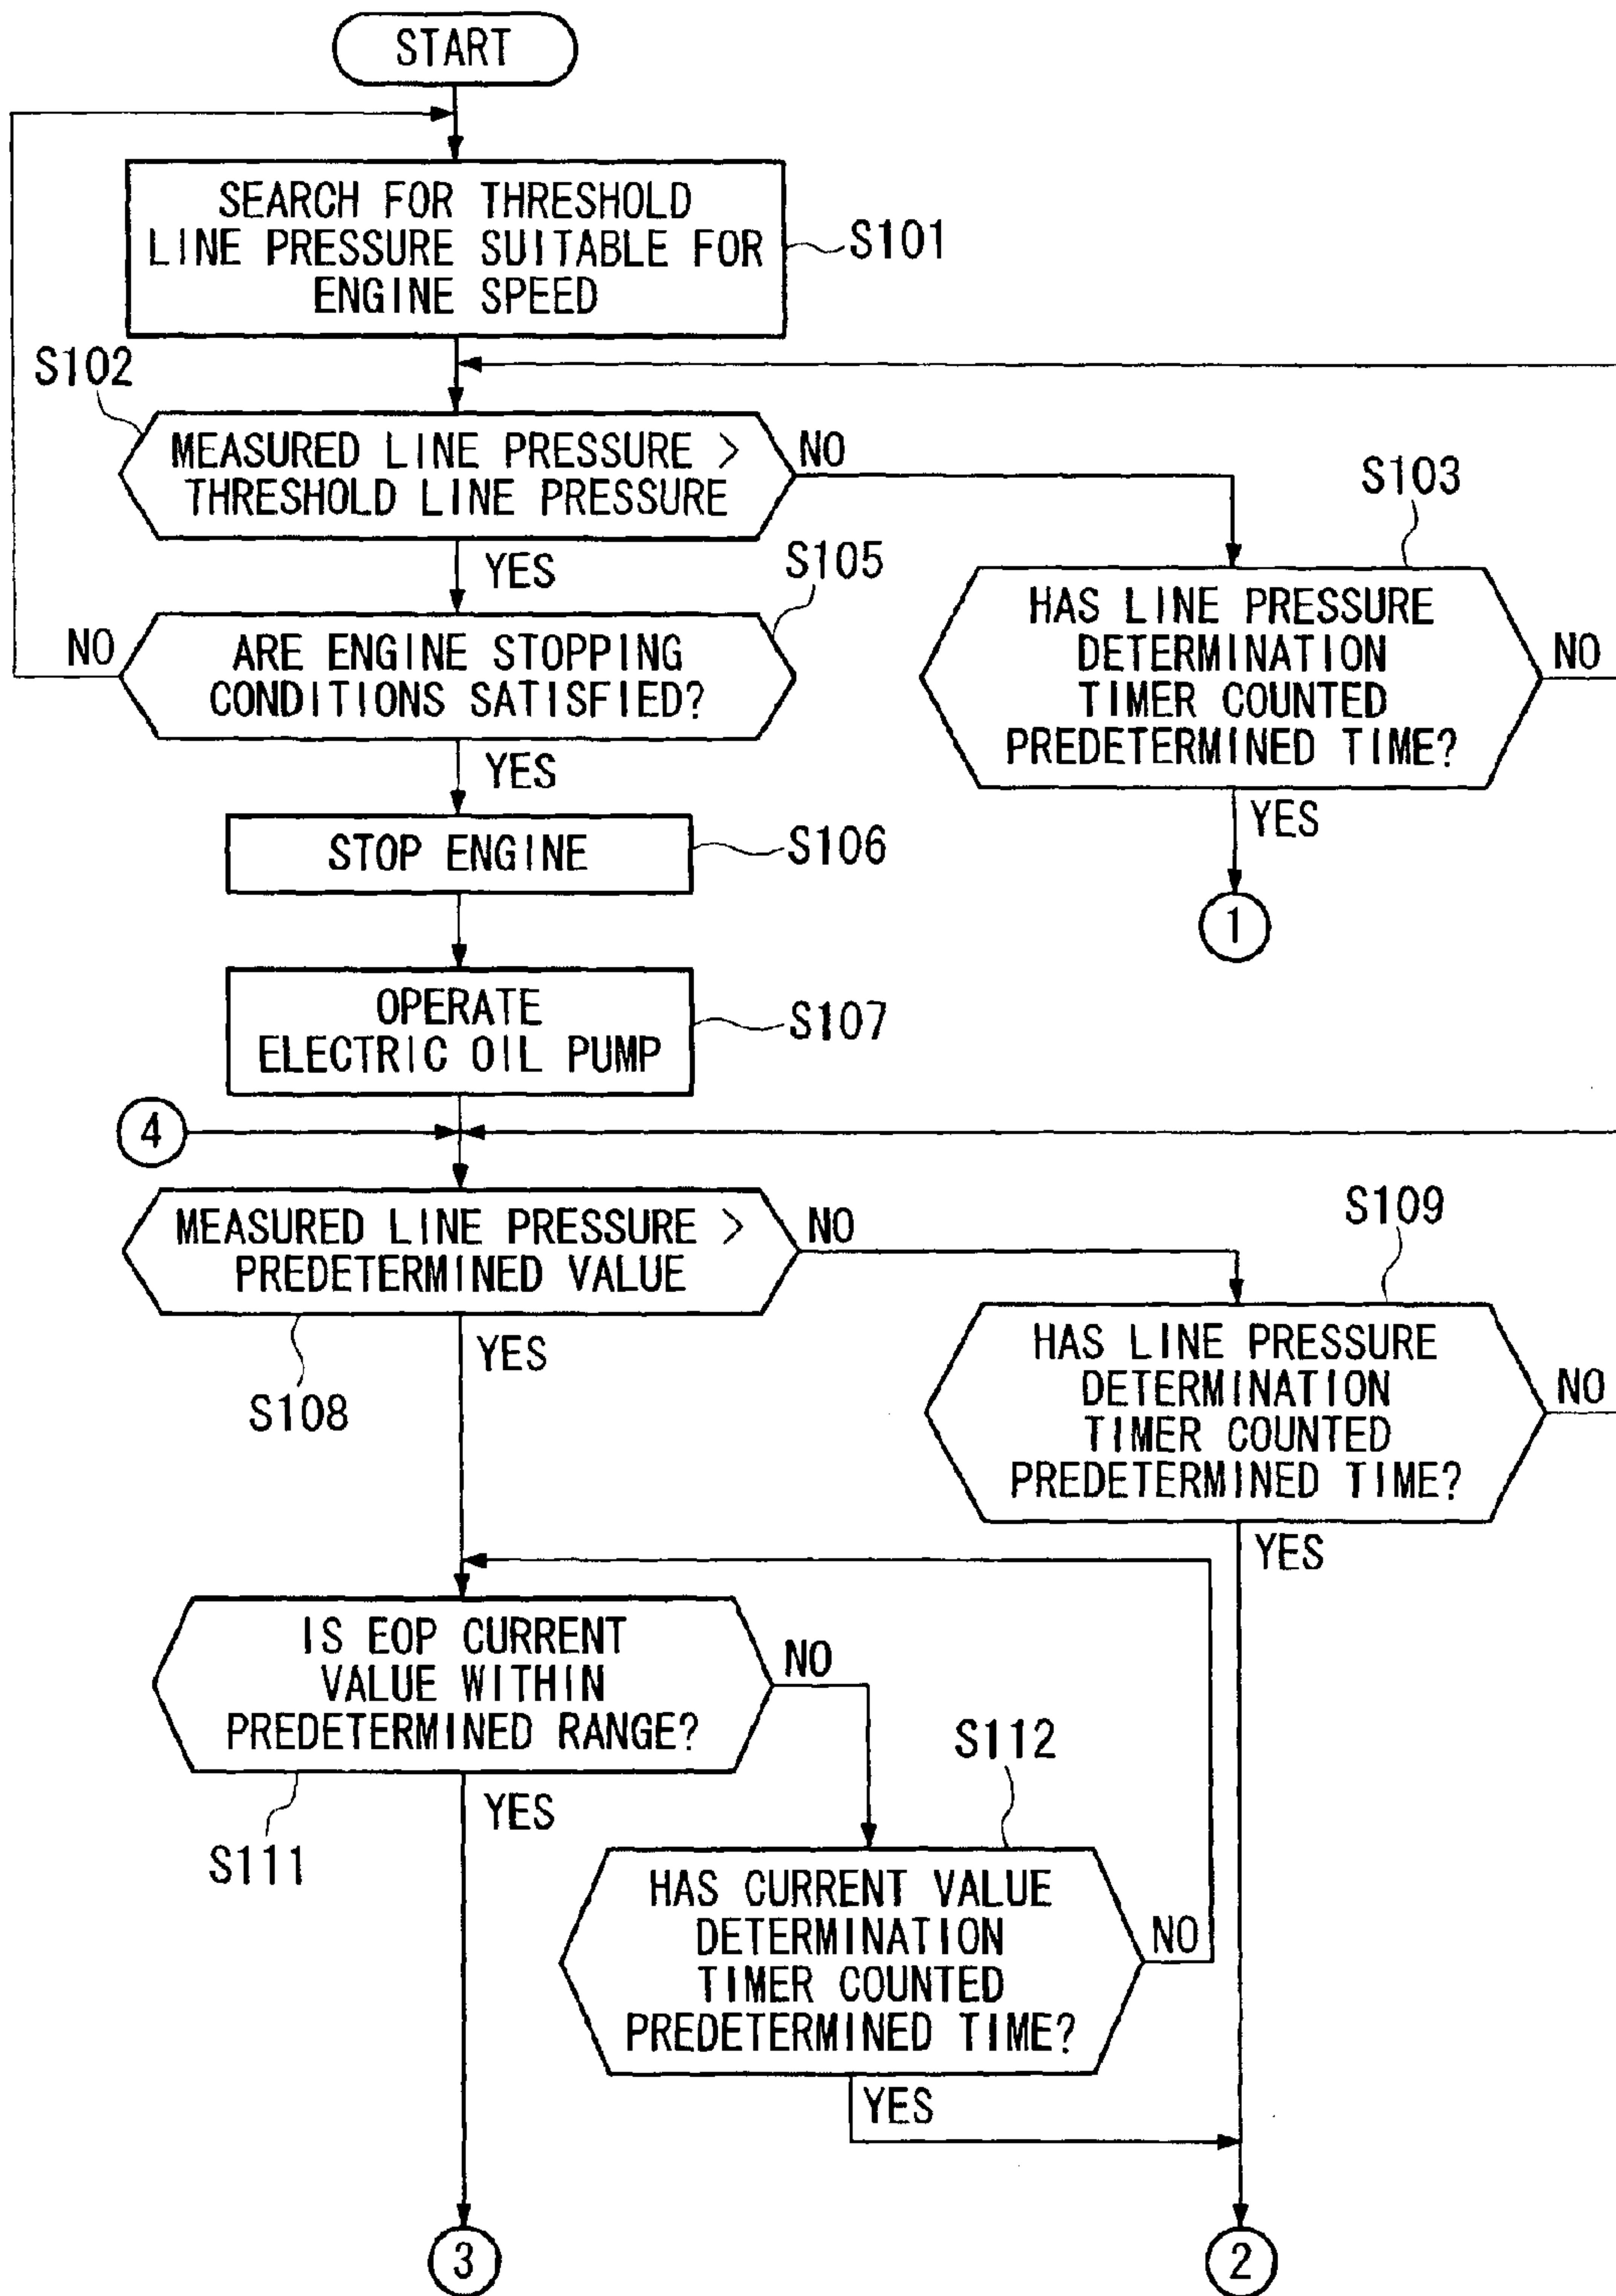 START
SEARCH FOR THRESHOLD
LINE PRESSURE SUITABLE FOR
ENGINE SPEED
S101
S102
MEASURED LINE PRESSURE >
THRESHOLD LINE PRESSURE
NO
YES
S103
HAS LINE PRESSURE
DETERMINATION
TIMER COUNTED
PREDETERMINED TIME?
NO
YES
1
S105
ARE ENGINE STOPPING
CONDITIONS SATISFIED?
NO
YES
STOP ENGINE
S106
OPERATE
ELECTRIC OIL PUMP
S107
4
MEASURED LINE PRESSURE >
PREDETERMINED VALUE
NO
YES
S108
S109
HAS LINE PRESSURE
DETERMINATION
TIMER COUNTED
PREDETERMINED TIME?
NO
YES
IS EOP CURRENT
VALUE WITHIN
PREDETERMINED RANGE?
NO
YES
S111
S112
HAS CURRENT VALUE
DETERMINATION
TIMER COUNTED
PREDETERMINED TIME?
NO
YES
3
2